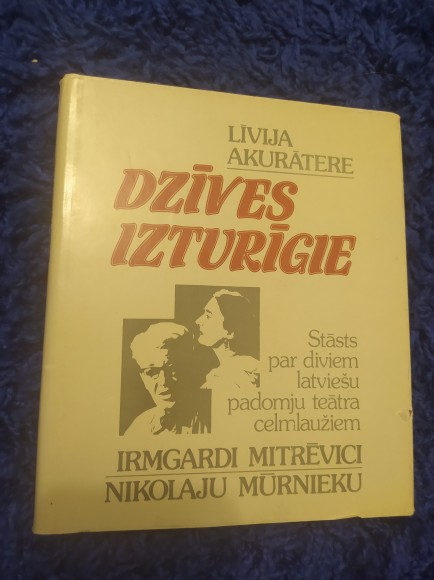 LĪVIJA
AKURĀTERE
DZĪVES
IZTURĪGIE
Stāsts
par diviem
latviešu
padomju teātra
celmlaužiem
IRMGARDI MITRĒVICI
NIKOLAJU MŪRNIEKU